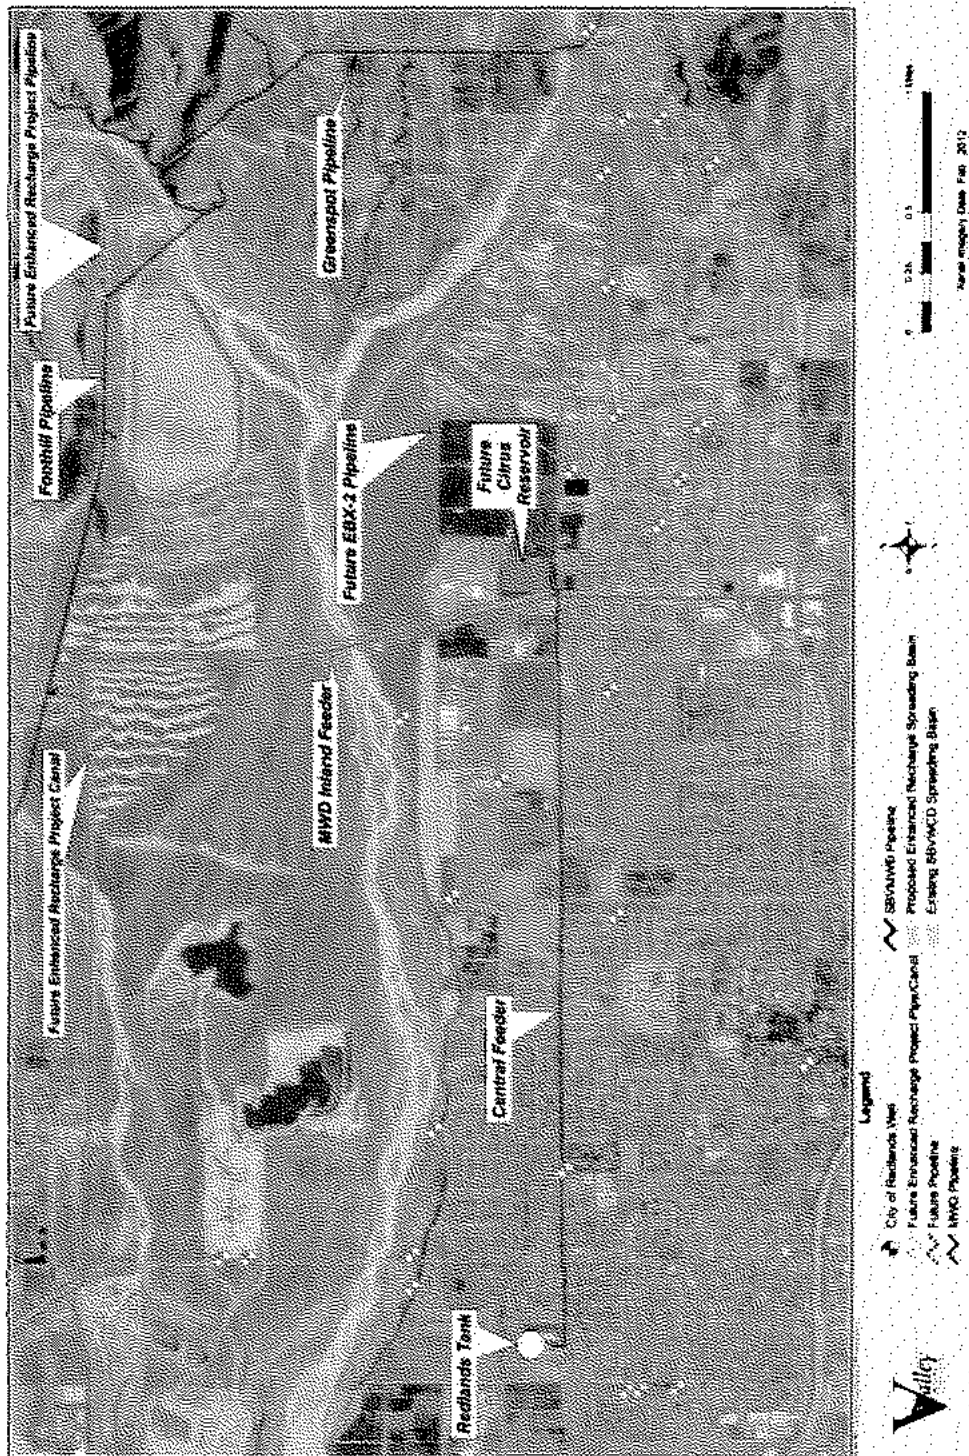 Future Enhanced Recharge Project Pipeline
Foothill Pipeline
Future Enhanced Recharge Project Canal
Greenspot Pipeline
Future EBX-2 Pipeline
Future
Citrus
Reservoir
MWD Inland Feeder
Central Feeder
Redlands Tank
Legend
City of Redlands Well
Future Enhanced Recharge Project Pipe/Canal
Future Pipeline
MWD Pipeline
SBVMWD Pipeline
Proposed Enhanced Recharge Spreading Basin
Existing SBVWCD Spreading Basin
0 0.25 0.5 1 Miles
Aerial Imagery Date Feb 2012
Valley